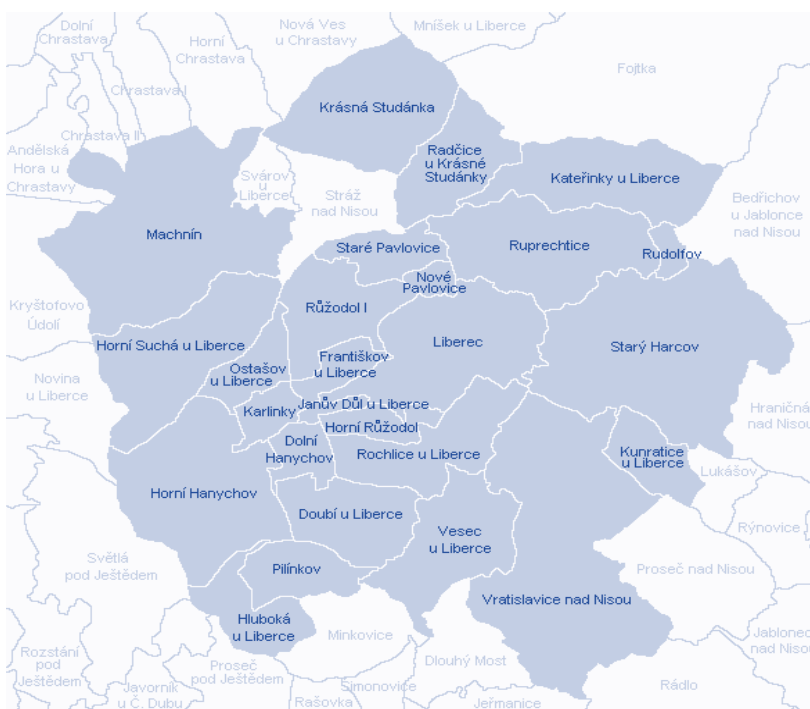 Dolní
Chrastava
Nová Ves
u Chrastavy
Mníšek u Liberce
Horní
Chrastava
Fojtka
Chrastava I
Krásná Studánka
Chrastava II
Andělská
Hora u
Chrastavy
Radčice
u Krásné
Studánky
Svárov
u
Liberce
Kateřinky u Liberce
Stráž
nad Nisou
Bedřichov
u Jablonce
nad Nisou
Machnín
Staré Pavlovice
Ruprechtice
Rudolfov
Nové
Pavlovice
Kryštofovo
Údolí
Růžodol I
Horní Suchá u Liberce
Liberec
Starý Harcov
Františkov
u Liberce
Ostašov
u Liberce
Novina
u Liberce
Karlinky
Janův Důl u Liberce
Hraničná
nad Nisou
Horní Růžodol
Dolní
Hanychov
Rochlice u Liberce
Kunratice
u Liberce
Lukášov
Horní Hanychov
Doubí u Liberce
Rýnovice
Vesec
u Liberce
Světlá
pod Ještědem
Pilínkov
Proseč nad Nisou
Vratislavice nad Nisou
Hluboká
u Liberce
Minkovice
Jablonec
nad Nisou
Rozstání
pod
Ještědem
Proseč
pod Ještědem
Dlouhý Most
Javorník
u Č. Dubu
Šimonovice
Rádlo
Rašovka
Jeřmanice